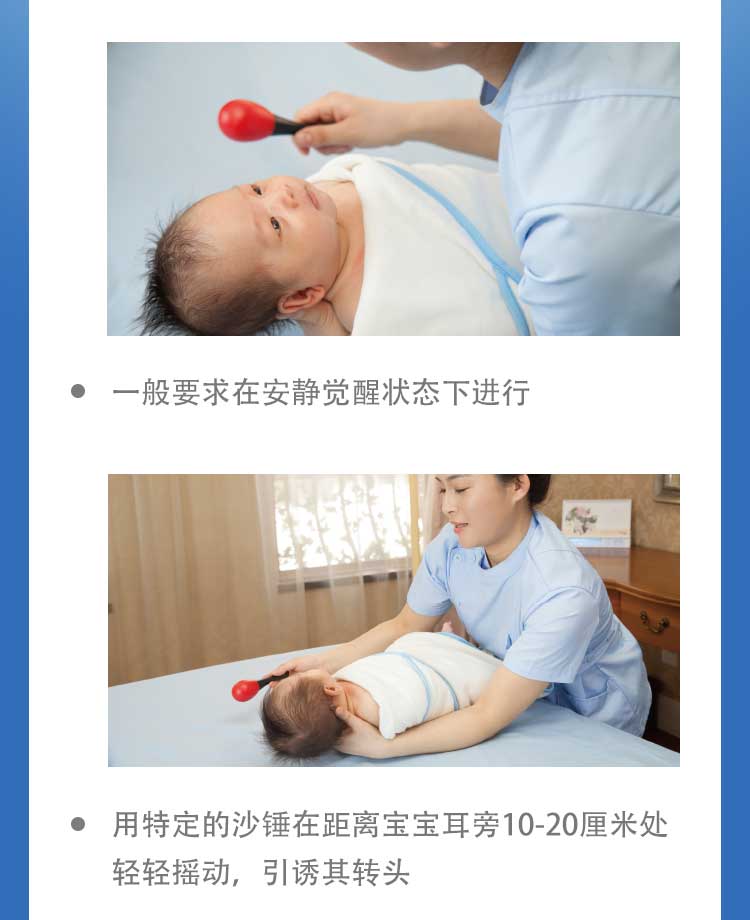 一般要求在安静觉醒状态下进行
用特定的沙锤在距离宝宝耳旁10-20厘米处
轻轻摇动，引诱其转头